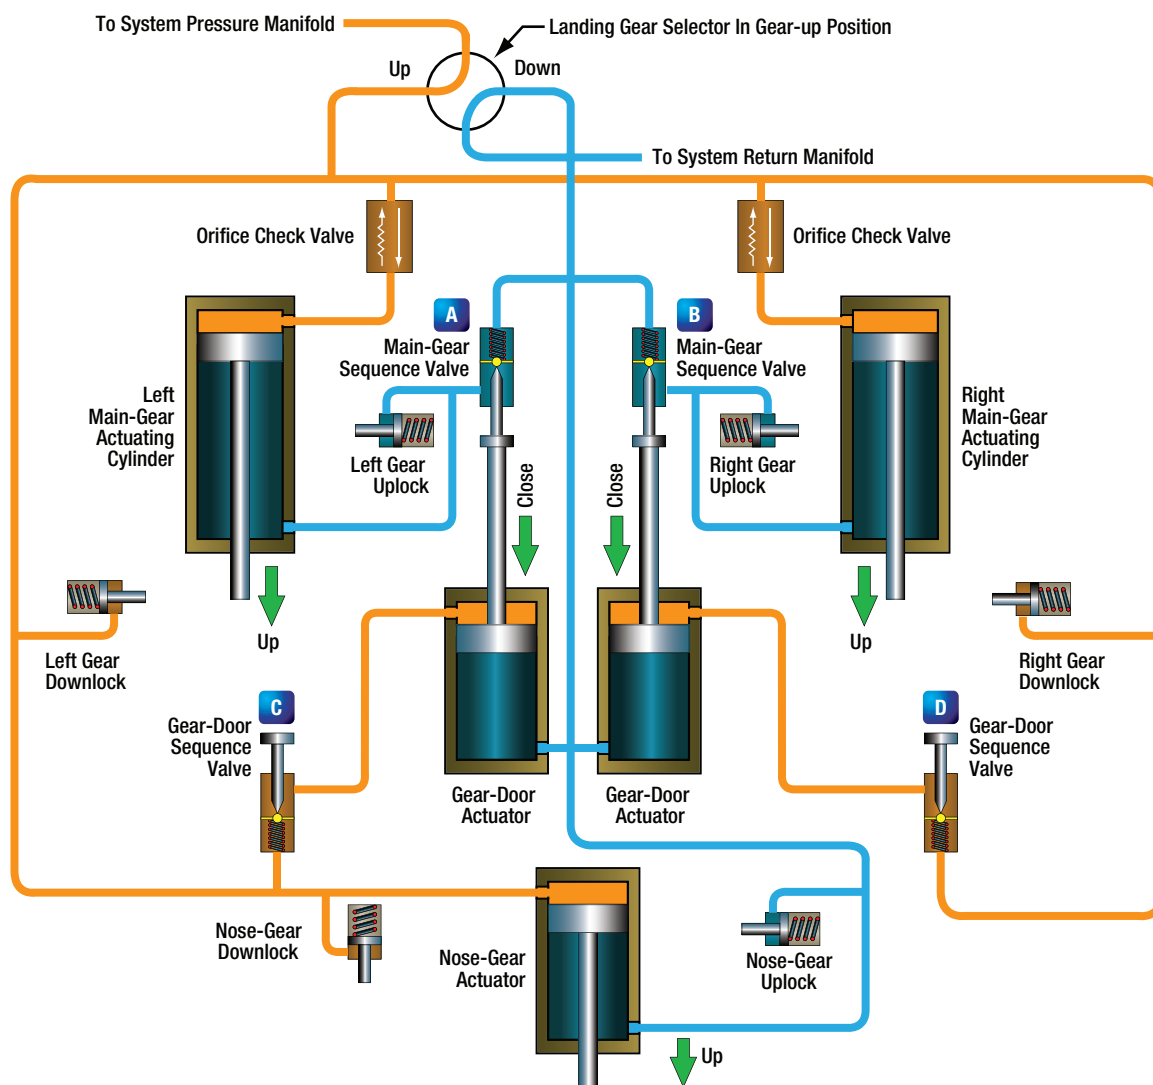 To System Pressure Manifold
Landing Gear Selector In Gear-up Position
Up
Down
To System Return Manifold
Orifice Check Valve
Orifice Check Valve
A
Main-Gear
Sequence Valve
B
Main-Gear
Sequence Valve
Left
Main-Gear
Actuating
Cylinder
Right
Main-Gear
Actuating
Cylinder
Left Gear
Uplock
Right Gear
Uplock
Close
Close
Up
Up
Left Gear
Downlock
Right Gear
Downlock
C
Gear-Door
Sequence
Valve
D
Gear-Door
Sequence
Valve
Gear-Door
Actuator
Gear-Door
Actuator
Nose-Gear
Downlock
Nose-Gear
Actuator
Nose-Gear
Uplock
Up